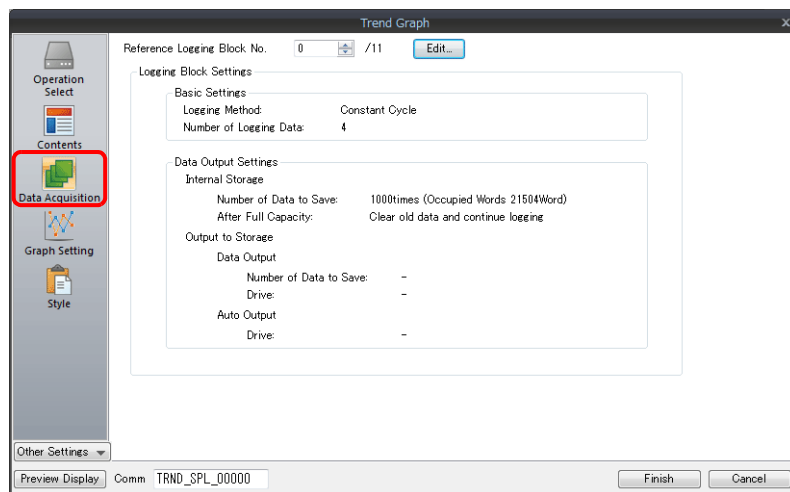 Trend Graph
x
Operation
Select
Contents
Data Acquisition
Graph Setting
Style
Other Settings
Reference Logging Block No. 0 /11 Edit...
Logging Block Settings
Basic Settings
Logging Method: Constant Cycle
Number of Logging Data: 4
Data Output Settings
Internal Storage
Number of Data to Save: 1000times (Occupied Words 21504Word)
After Full Capacity: Clear old data and continue logging
Output to Storage
Data Output
Number of Data to Save: -
Drive: -
Auto Output
Drive: -
Preview Display Comm TRND_SPL_00000 Finish Cancel